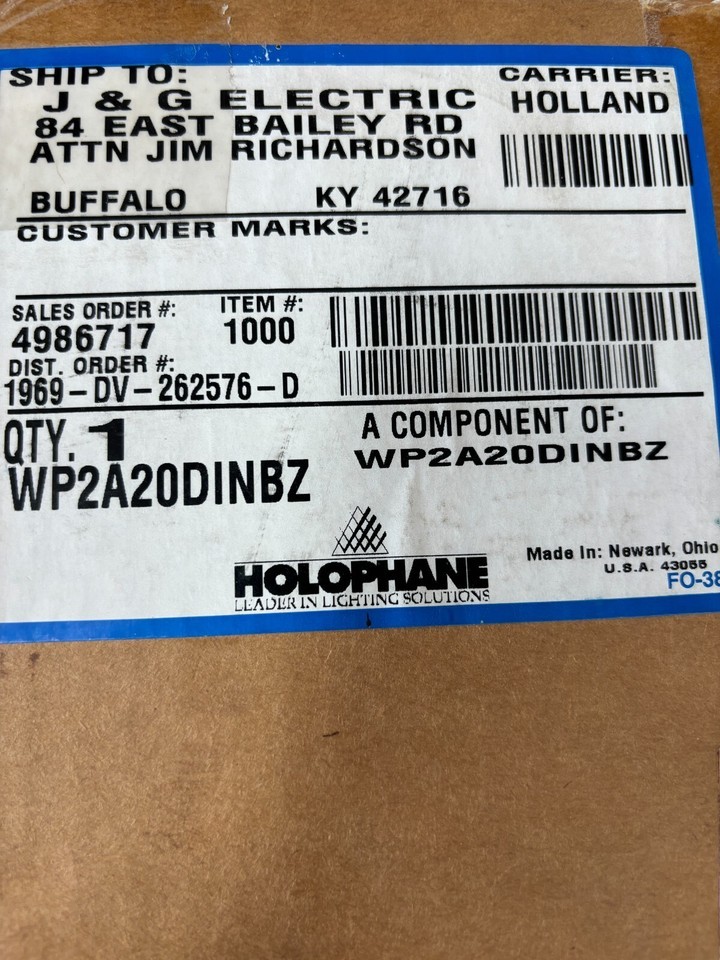 SHIP TO:
J & G ELECTRIC
84 EAST BAILEY RD
ATTN JIM RICHARDSON
BUFFALO KY 42716
CARRIER:
HOLLAND
CUSTOMER MARKS:
SALES ORDER #: ITEM #:
4986717 1000
DIST. ORDER #:
1969-DV-262576-D
QTY. 1
WP2A20DINBZ
A COMPONENT OF:
WP2A20DINBZ
HOLOPHANE
LEADER IN LIGHTING SOLUTIONS
Made In: Newark, Ohio
U.S.A. 43055
FO-38